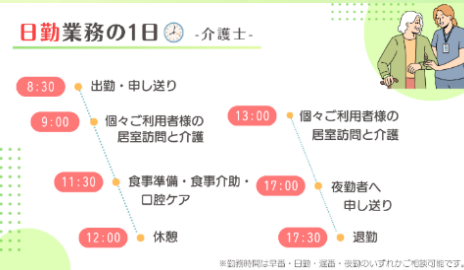 日勤業務の1日 -介護士-
8:30 出勤・申し送り
9:00 個々ご利用者様の
居室訪問と介護
11:30 食事準備・食事介助・
口腔ケア
12:00 休憩
13:00 個々ご利用者様の
居室訪問と介護
17:00 夜勤者へ
申し送り
17:30 退勤
※勤務時間は早番・日勤・遅番・夜勤のいずれかご相談可能です。